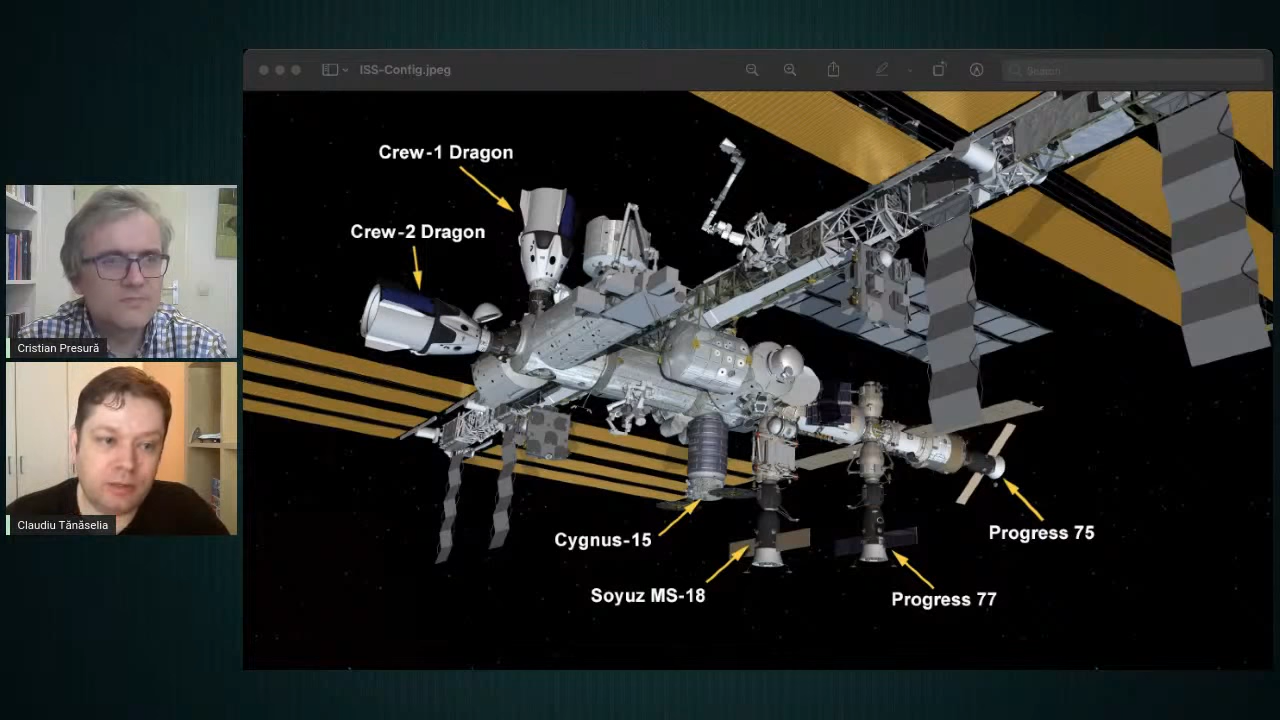 ISS-Config.jpeg
Search
Crew-1 Dragon
Crew-2 Dragon
Cristian Presură
Claudiu Tănăselia
Cygnus-15
Soyuz MS-18
Progress 75
Progress 77